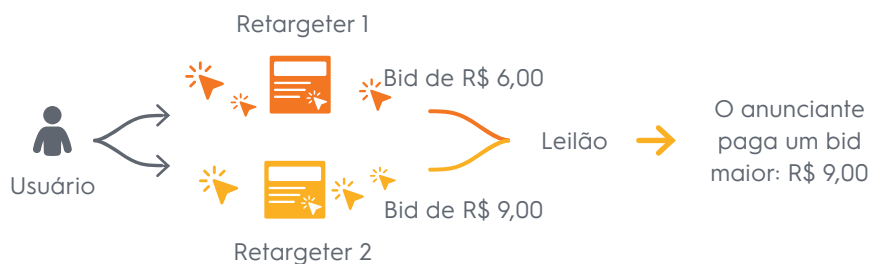 Retargeter 1
Bid de R$ 6,00
Usuário
Bid de R$ 9,00
Retargeter 2
Leilão
O anunciante
paga um bid
maior: R$ 9,00